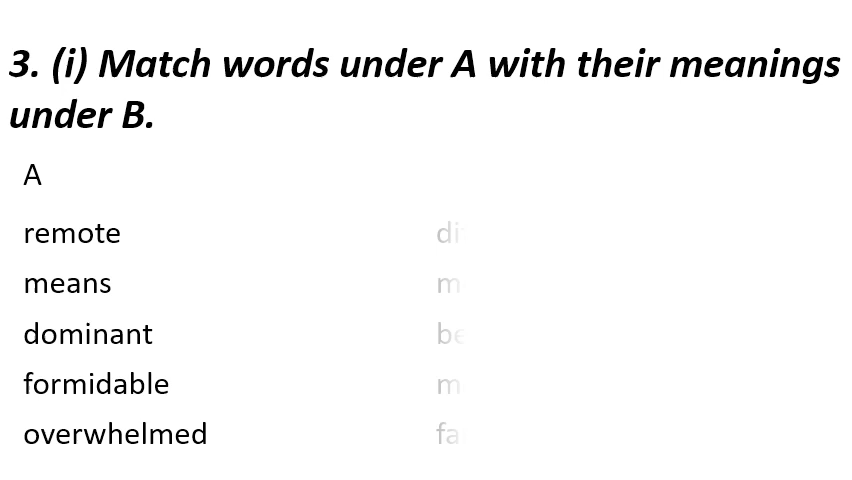 3. (i) Match words under A with their meanings
under B.
A
remote
means
dominant
formidable
overwhelmed